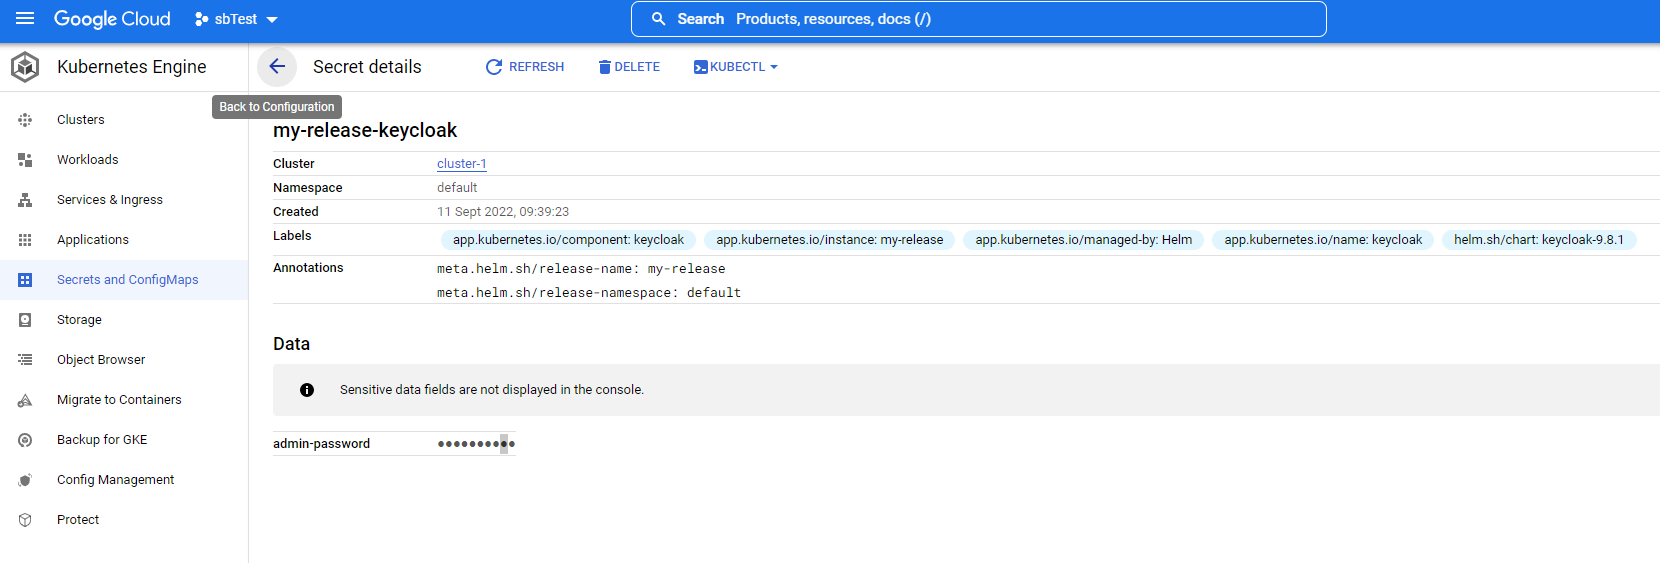 Google Cloud sbTest Search Products, resources, docs (/)
Kubernetes Engine Secret details REFRESH DELETE KUBECTL
Back to Configuration
Clusters
Workloads
Services & Ingress
Applications
Secrets and ConfigMaps
Storage
Object Browser
Migrate to Containers
Backup for GKE
Config Management
Protect
my-release-keycloak
Cluster cluster-1
Namespace default
Created 11 Sept 2022, 09:39:23
Labels app.kubernetes.io/component: keycloak app.kubernetes.io/instance: my-release app.kubernetes.io/managed-by: Helm app.kubernetes.io/name: keycloak helm.sh/chart: keycloak-9.8.1
Annotations meta.helm.sh/release-name: my-release
meta.helm.sh/release-namespace: default
Data
Sensitive data fields are not displayed in the console.
admin-password ••••••••••